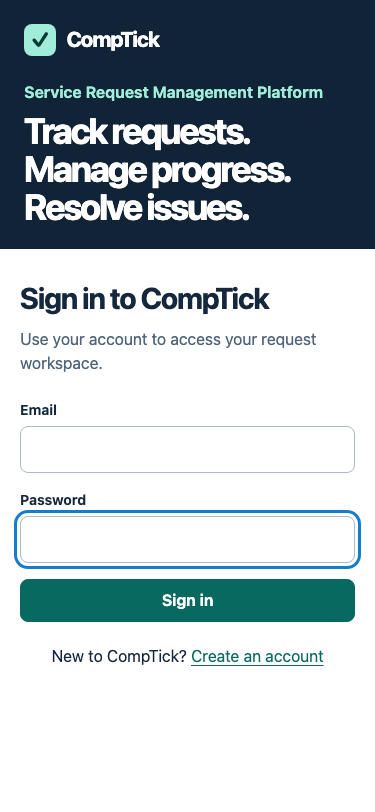 CompTick
Service Request Management Platform
Track requests.
Manage progress.
Resolve issues.
Sign in to CompTick
Use your account to access your request
workspace.
Email
Password
Sign in
New to CompTick? Create an account